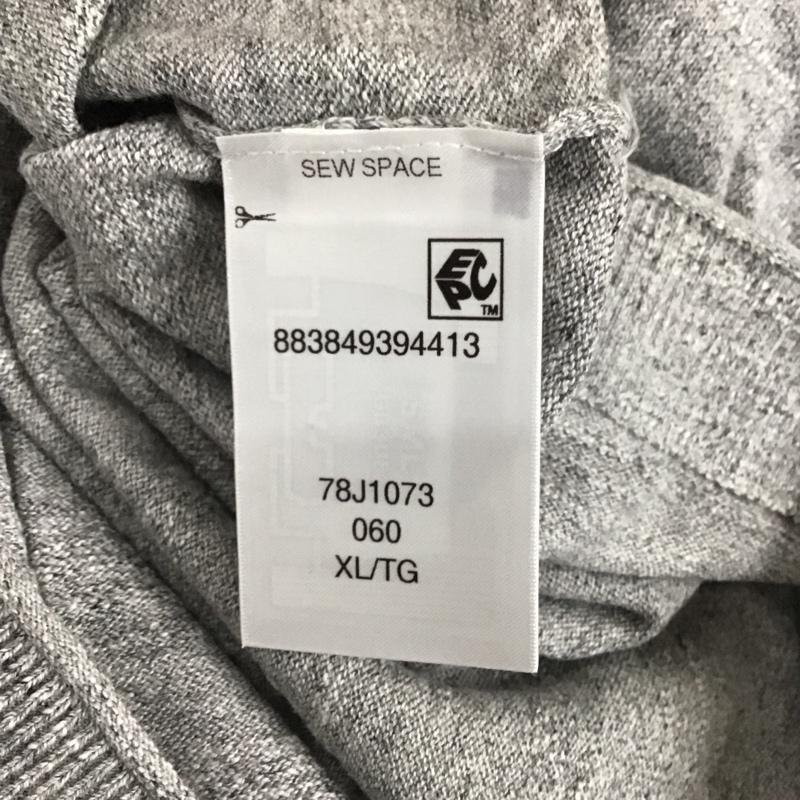 SEW SPACE
EPC
TM
883849394413
78J1073
060
XL/TG